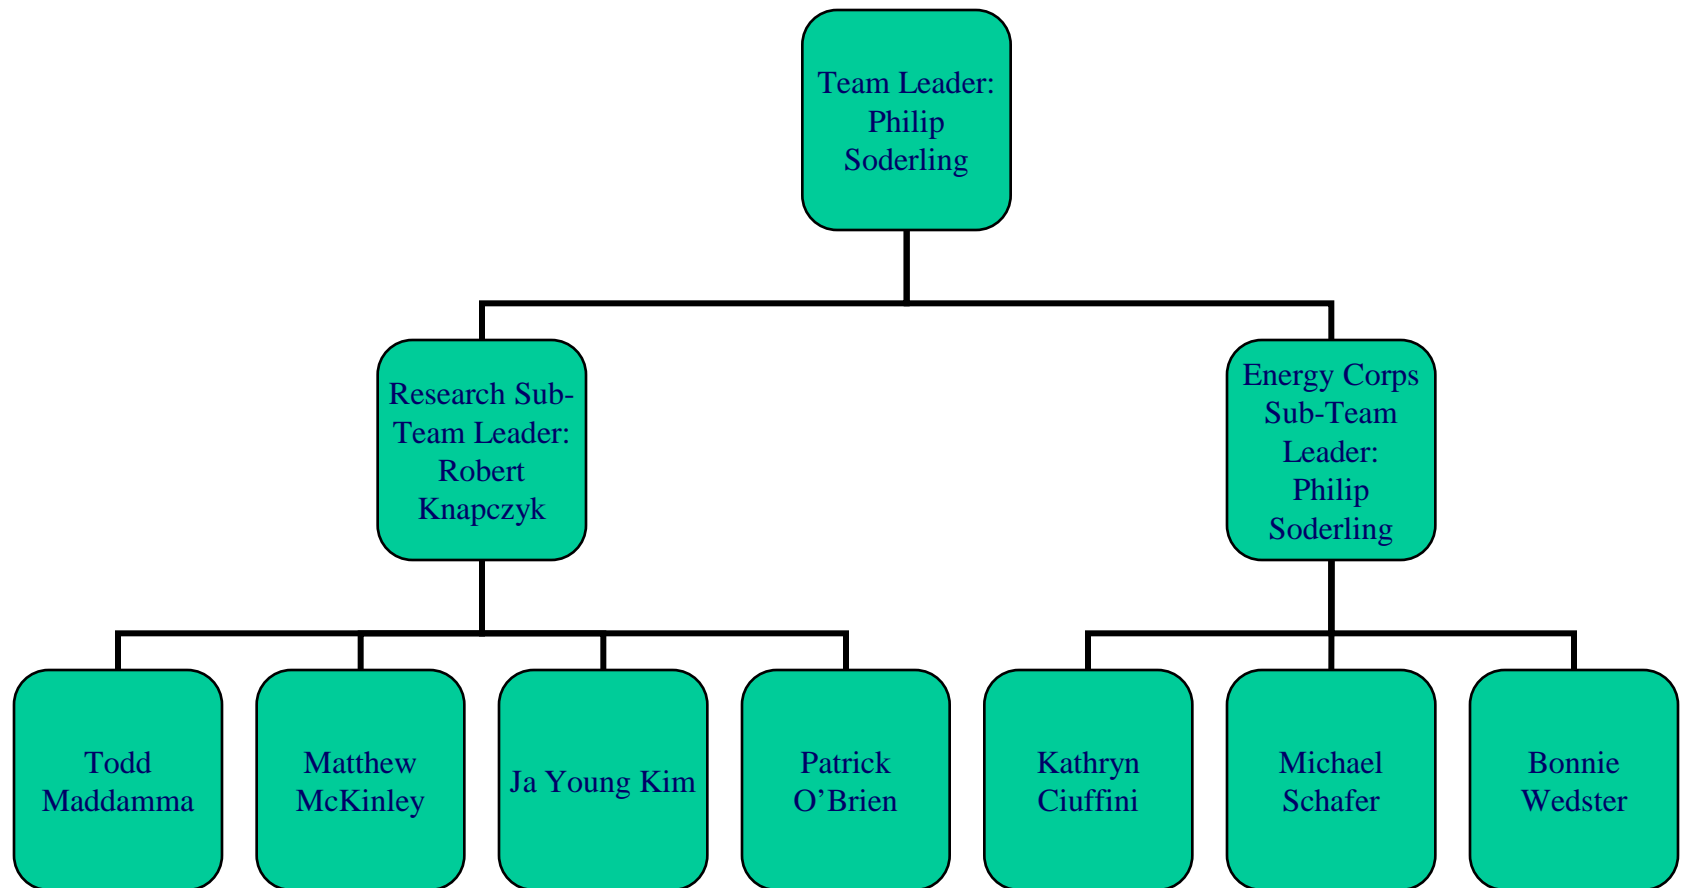 Team Leader:
Philip
Soderling
Research Sub-
Team Leader:
Robert
Knapczyk
Energy Corps
Sub-Team
Leader:
Philip
Soderling
Todd
Maddamma
Matthew
McKinley
Ja Young Kim
Patrick
O’Brien
Kathryn
Ciuffini
Michael
Schafer
Bonnie
Wedster